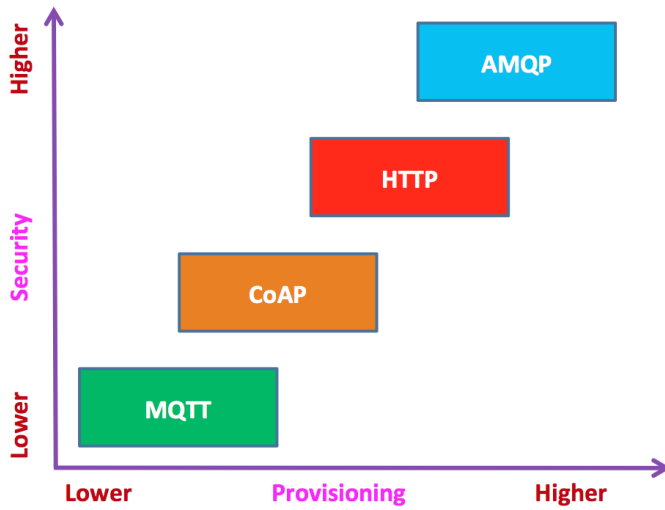 Higher
AMQP
HTTP
Security
CoAP
MQTT
Lower
Lower Provisioning Higher